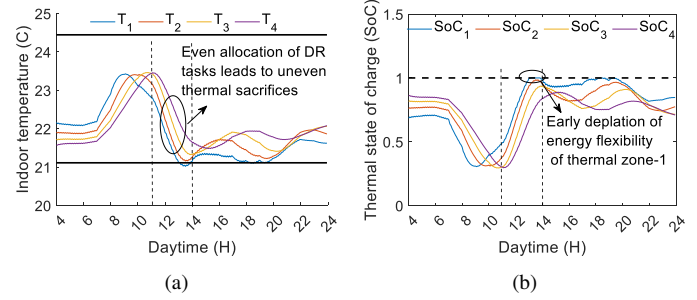 T1 T2 T3 T4
25
24
23
22
21
20
Indoor temperature (C)
Even allocation of DR
tasks leads to uneven
thermal sacrifices
4 6 8 10 12 14 16 18 20 22 24
Daytime (H)
(a)
SoC1 SoC2 SoC3 SoC4
1.5
1
0.5
0
Thermal state of charge (SoC)
Early deplation of
energy flexibility
of thermal zone-1
4 6 8 10 12 14 16 18 20 22 24
Daytime (H)
(b)